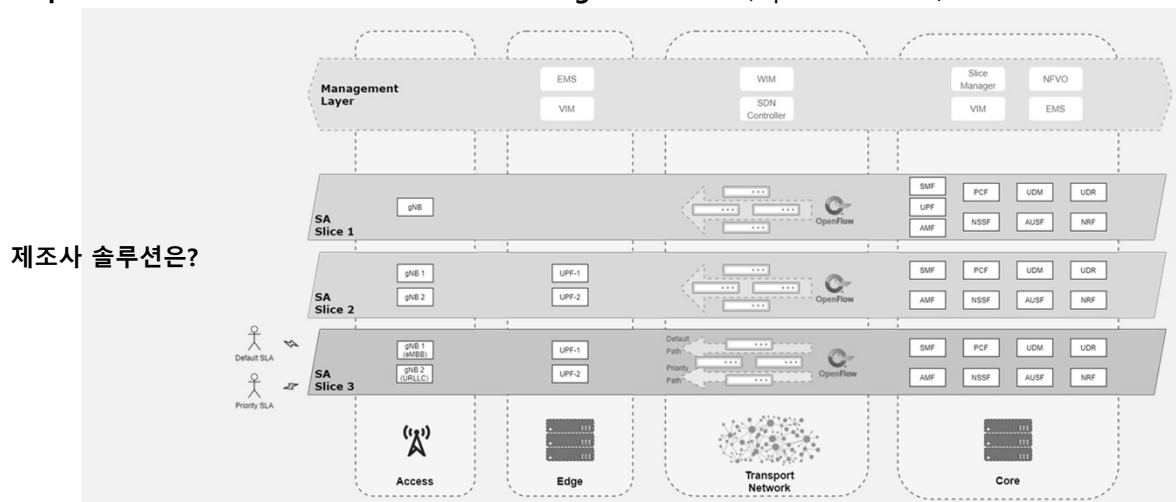 EMS
WIM
Slice
Manager
NFVO
Management
Layer
VIM
SDN
Controller
VIM
EMS
gNB
SA
Slice 1
OpenFlow
SMF
PCF
UDM
UDR
UPF
AMF
NSSF
AUSF
NRF
제조사 솔루션은?
gNB 1
gNB 2
SA
Slice 2
UPF-1
UPF-2
OpenFlow
SMF
PCF
UDM
UDR
AMF
NSSF
AUSF
NRF
Default SLA
Priority SLA
gNB 1
(eMBB)
gNB 2
(URLLC)
SA
Slice 3
UPF-1
UPF-2
Default
Path
Priority
Path
OpenFlow
SMF
PCF
UDM
UDR
AMF
NSSF
AUSF
NRF
Access
Edge
Transport
Network
Core